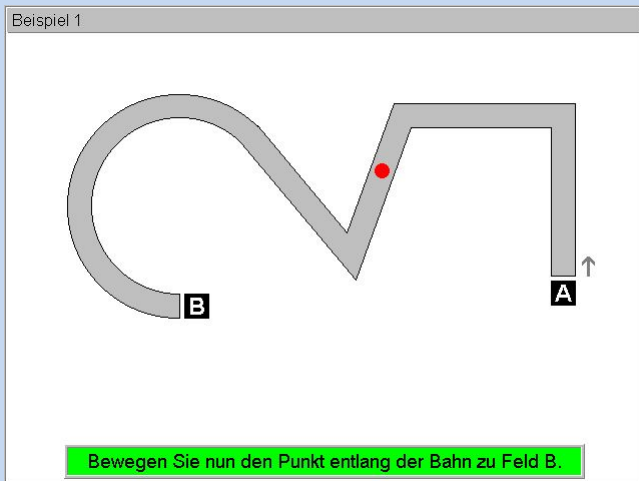 Beispiel 1
B
A
Bewegen Sie nun den Punkt entlang der Bahn zu Feld B.